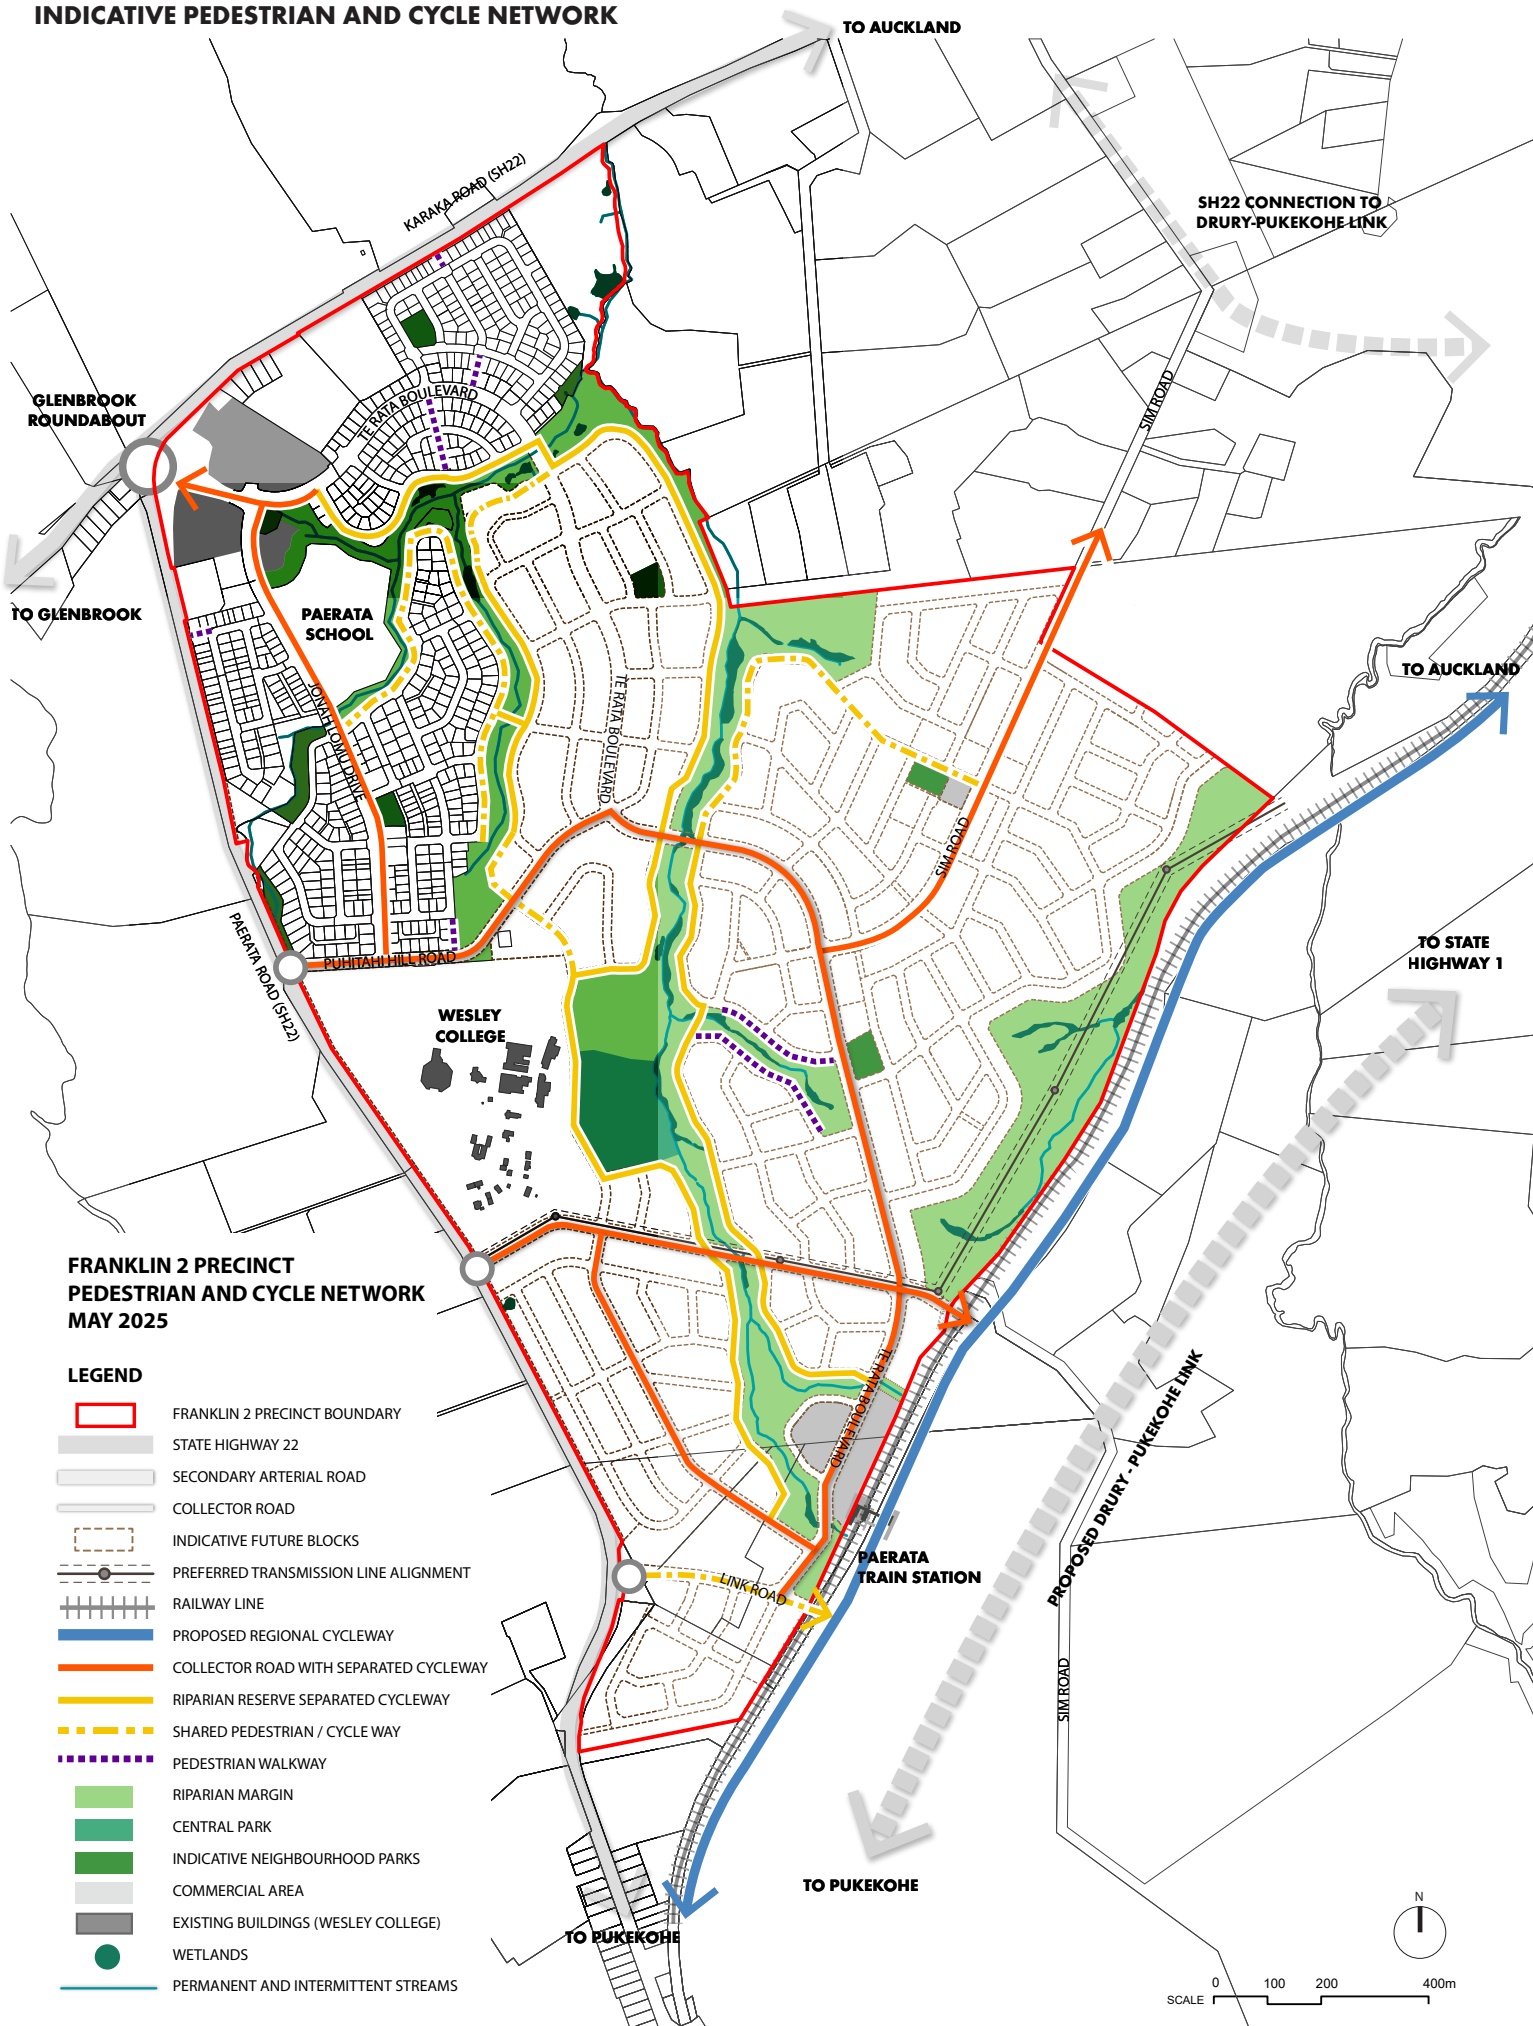 INDICATIVE PEDESTRIAN AND CYCLE NETWORK
TO AUCKLAND
KARAKA ROAD (SH22)
SH22 CONNECTION TO
DRURY-PUKEKOHE LINK
GLENBROOK
ROUNDABOUT
TE RATA BOULEVARD
SIM ROAD
TO GLENBROOK
PAERATA
SCHOOL
JONAH LOMU DRIVE
TE RATA BOULEVARD
TO AUCKLAND
SIM ROAD
PAERATA ROAD (SH22)
PUHITAHI HILL ROAD
TO STATE
HIGHWAY 1
WESLEY
COLLEGE
TE RATA BOULEVARD
PROPOSED DRURY - PUKEKOHE LINK
PAERATA
TRAIN STATION
LINK ROAD
SIM ROAD
TO PUKEKOHE
TO PUKEKOHE
FRANKLIN 2 PRECINCT
PEDESTRIAN AND CYCLE NETWORK
MAY 2025
LEGEND
FRANKLIN 2 PRECINCT BOUNDARY
STATE HIGHWAY 22
SECONDARY ARTERIAL ROAD
COLLECTOR ROAD
INDICATIVE FUTURE BLOCKS
PREFERRED TRANSMISSION LINE ALIGNMENT
RAILWAY LINE
PROPOSED REGIONAL CYCLEWAY
COLLECTOR ROAD WITH SEPARATED CYCLEWAY
RIPARIAN RESERVE SEPARATED CYCLEWAY
SHARED PEDESTRIAN / CYCLE WAY
PEDESTRIAN WALKWAY
RIPARIAN MARGIN
CENTRAL PARK
INDICATIVE NEIGHBOURHOOD PARKS
COMMERCIAL AREA
EXISTING BUILDINGS (WESLEY COLLEGE)
WETLANDS
PERMANENT AND INTERMITTENT STREAMS
N
0 100 200 400m
SCALE